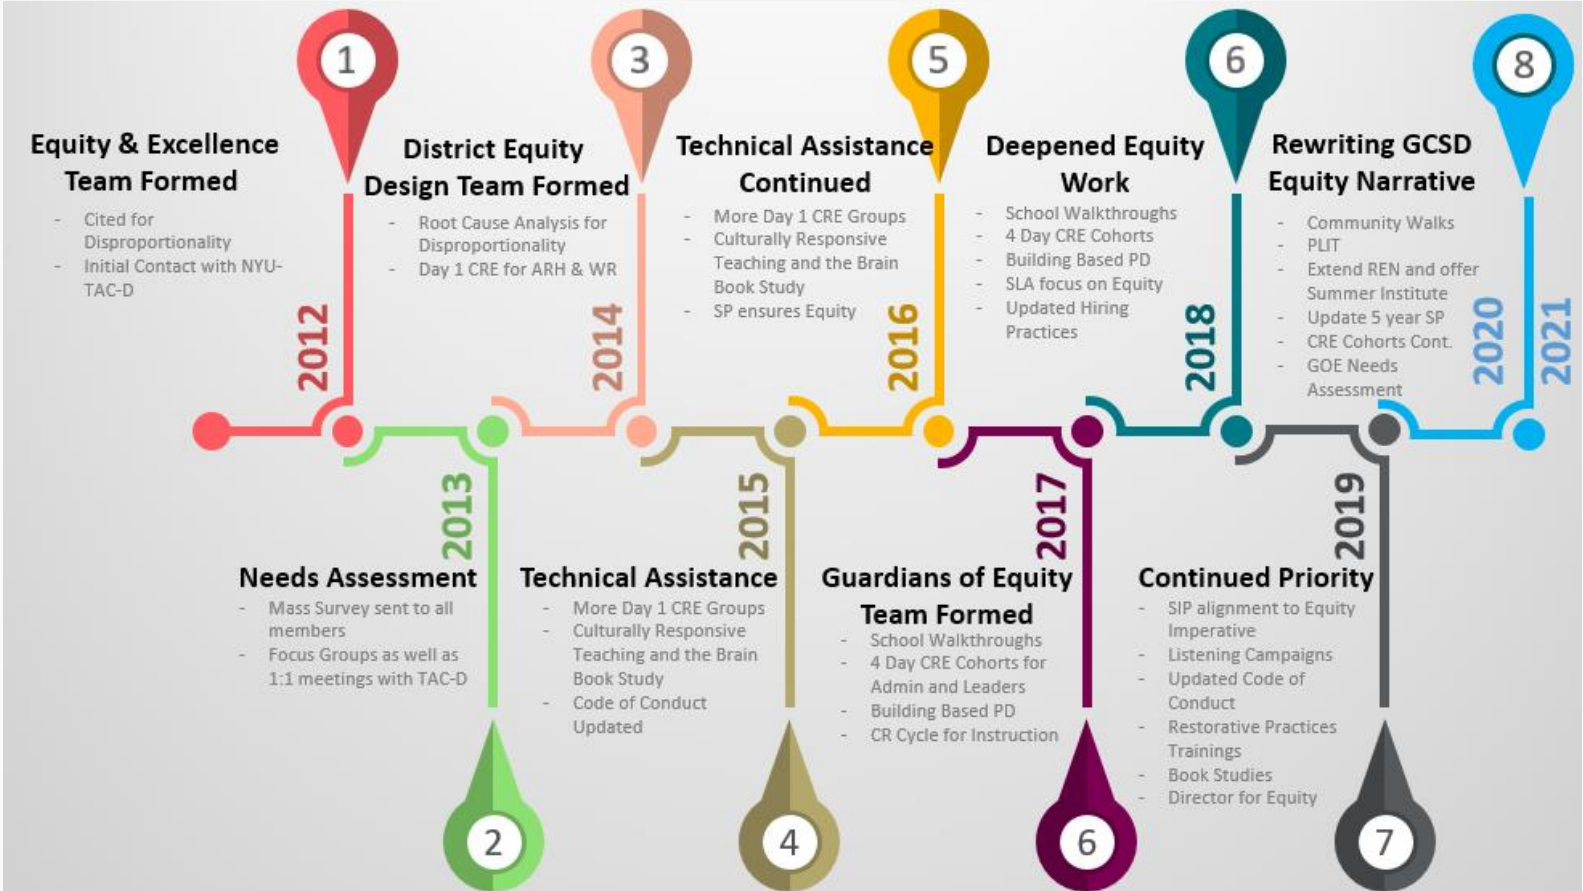 1
Equity & Excellence
Team Formed
- Cited for
Disproportionality
- Initial Contact with NYU-
TAC-D
2012
3
District Equity
Design Team Formed
- Root Cause Analysis for
Disproportionality
- Day 1 CRE for ARH & WR
2014
5
Technical Assistance
Continued
- More Day 1 CRE Groups
- Culturally Responsive
Teaching and the Brain
Book Study
- SP ensures Equity
2016
6
Deepened Equity
Work
- School Walkthroughs
- 4 Day CRE Cohorts
- Building Based PD
- SLA focus on Equity
- Updated Hiring
Practices
2018
8
Rewriting GCSD
Equity Narrative
- Community Walks
- PLIT
- Extend REN and offer
Summer Institute
- Update 5 year SP
- CRE Cohorts Cont.
- GOE Needs
Assessment
2020
2021
2013
Needs Assessment
- Mass Survey sent to all
members
- Focus Groups as well as
1:1 meetings with TAC-D
2
2015
Technical Assistance
- More Day 1 CRE Groups
- Culturally Responsive
Teaching and the Brain
Book Study
- Code of Conduct
Updated
4
2017
Guardians of Equity
Team Formed
- School Walkthroughs
- 4 Day CRE Cohorts for
Admin and Leaders
- Building Based PD
- CR Cycle for Instruction
6
2019
Continued Priority
- SIP alignment to Equity
Imperative
- Listening Campaigns
- Updated Code of
Conduct
- Restorative Practices
Trainings
- Book Studies
- Director for Equity
7